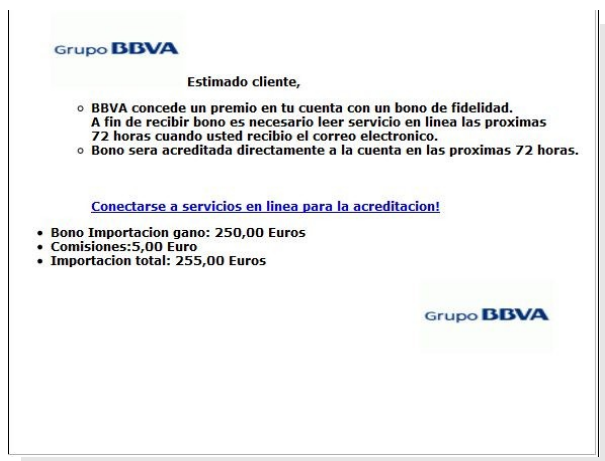 Grupo BBVA
Estimado cliente,
BBVA concede un premio en tu cuenta con un bono de fidelidad.
A fin de recibir bono es necesario leer servicio en linea las proximas
72 horas cuando usted recibio el correo electronico.
Bono sera acreditada directamente a la cuenta en las proximas 72 horas.
Conectarse a servicios en linea para la acreditacion!
Bono Importacion gano: 250,00 Euros
Comisiones:5,00 Euro
Importacion total: 255,00 Euros
Grupo BBVA